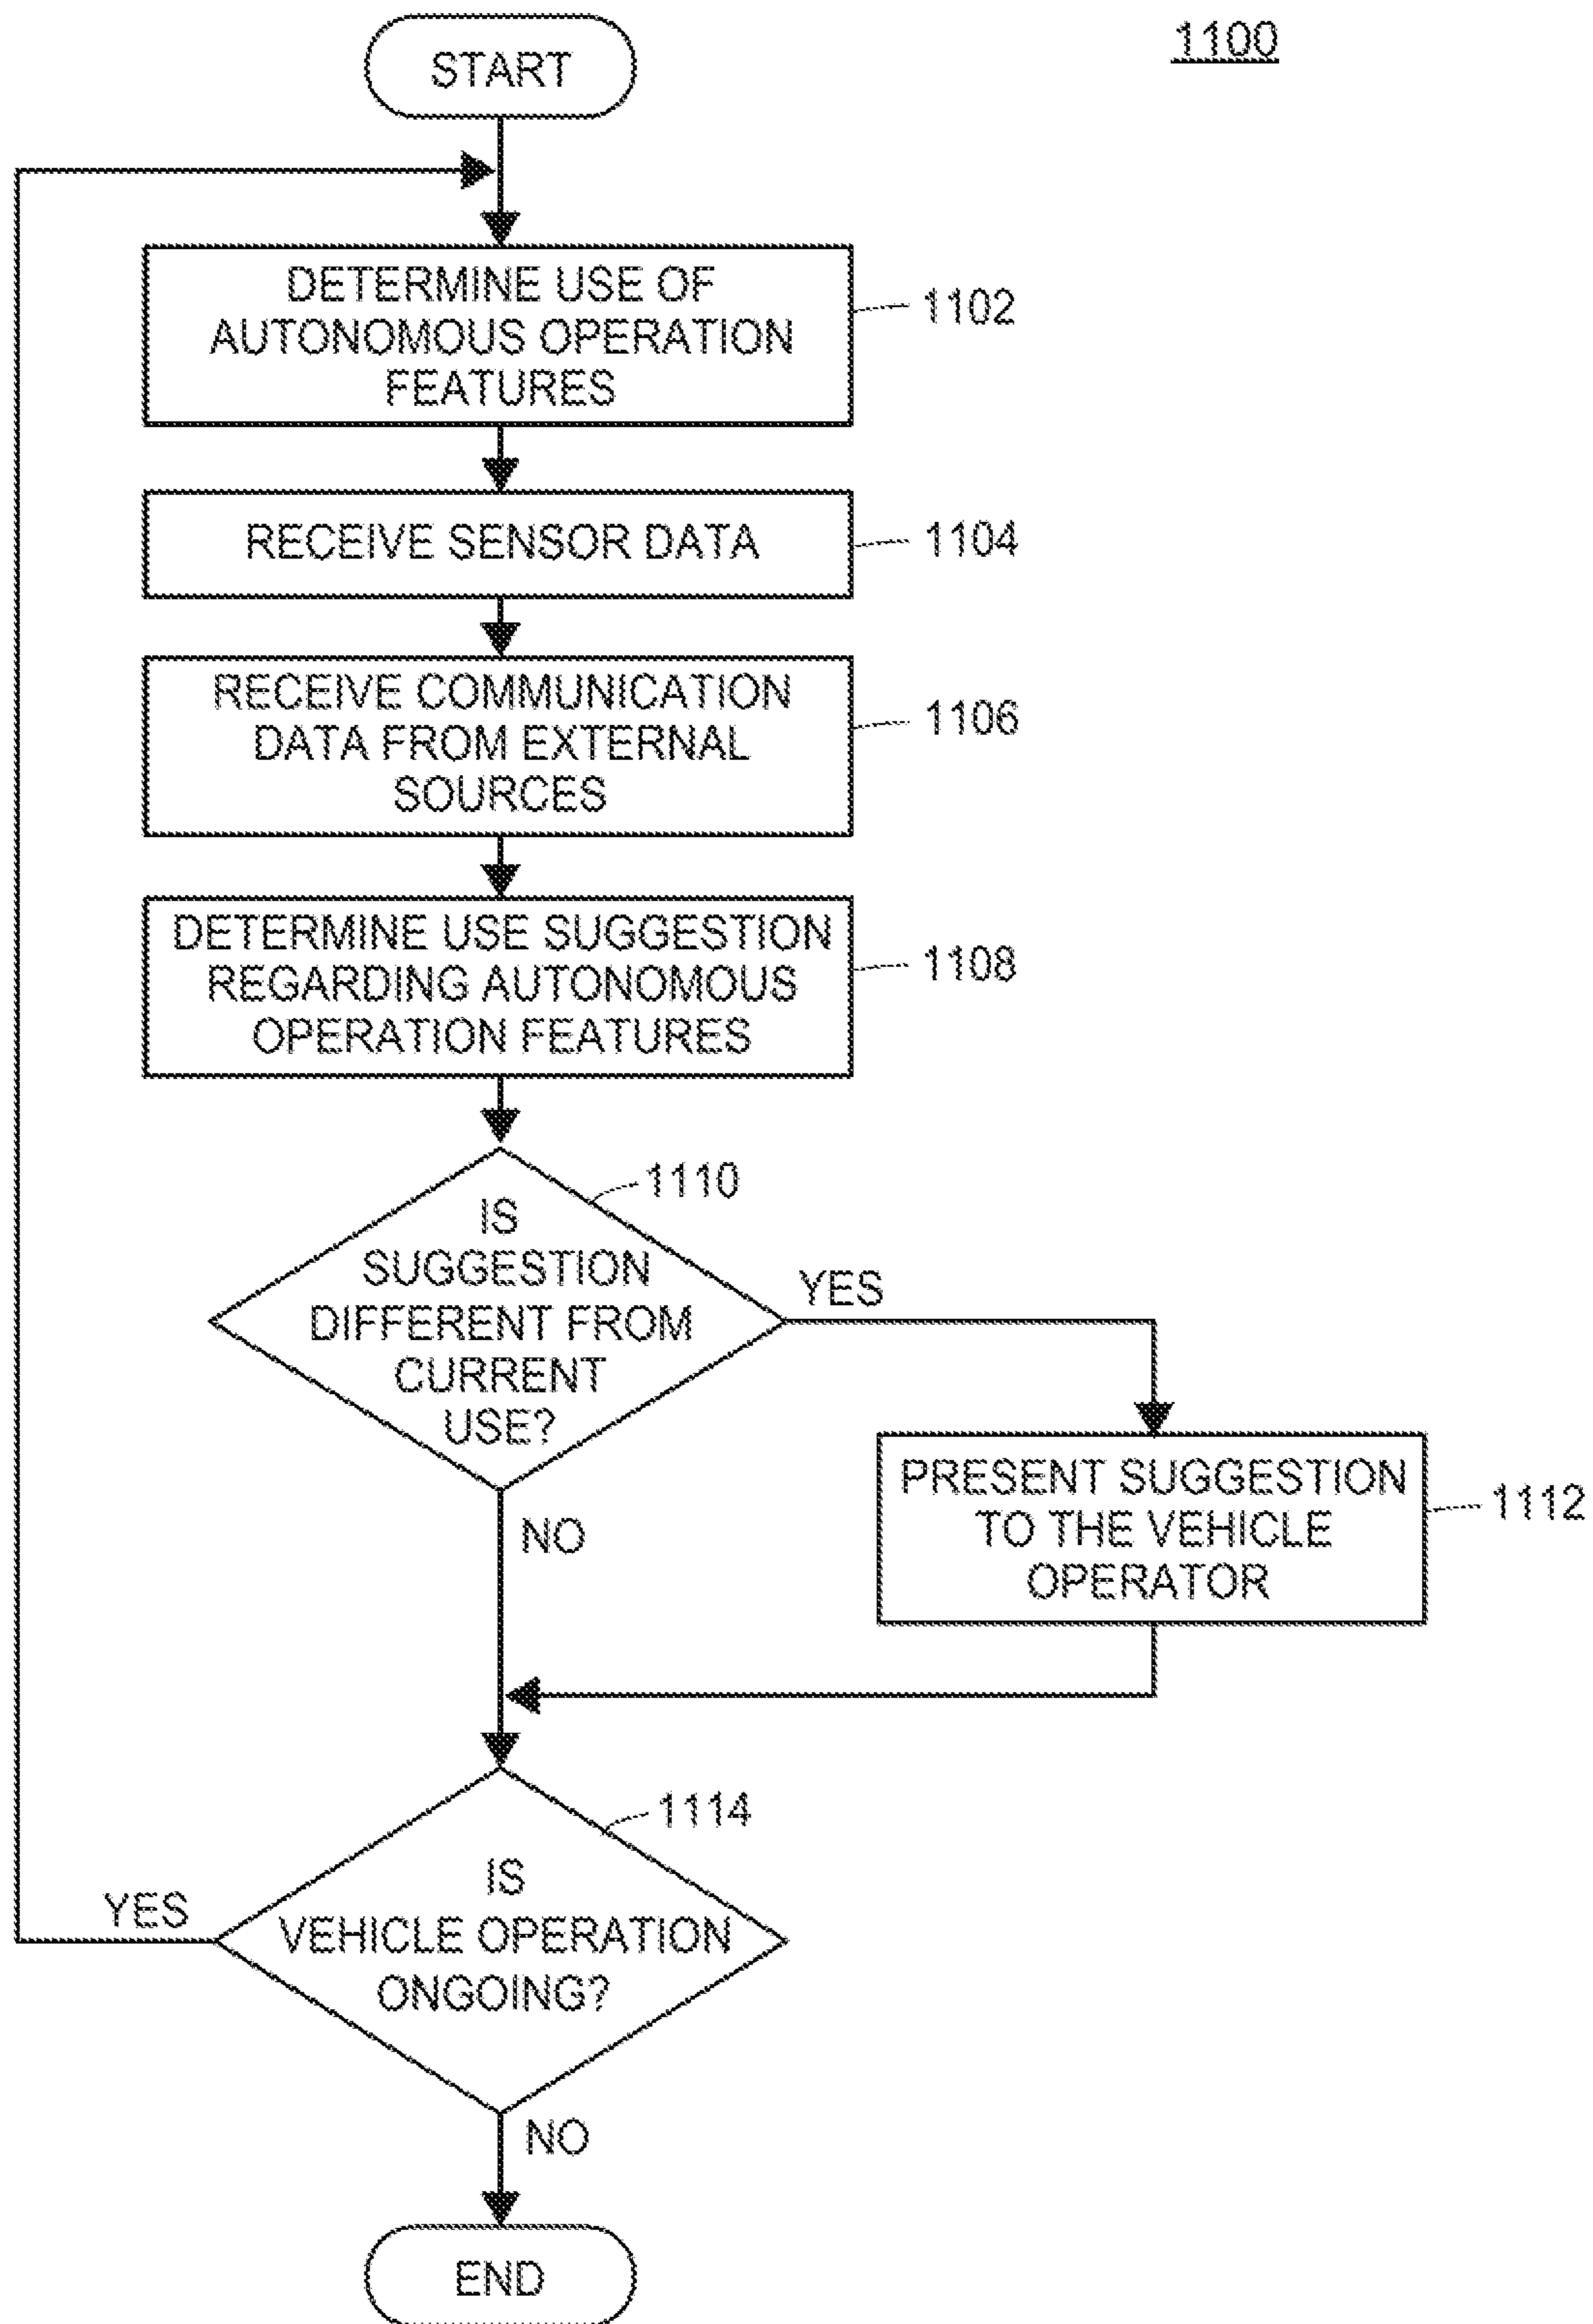 1100
START
DETERMINE USE OF
AUTONOMOUS OPERATION
FEATURES
1102
RECEIVE SENSOR DATA
1104
RECEIVE COMMUNICATION
DATA FROM EXTERNAL
SOURCES
1106
DETERMINE USE SUGGESTION
REGARDING AUTONOMOUS
OPERATION FEATURES
1108
1110
IS
SUGGESTION
DIFFERENT FROM
CURRENT
USE?
YES
NO
PRESENT SUGGESTION
TO THE VEHICLE
OPERATOR
1112
1114
IS
VEHICLE OPERATION
ONGOING?
YES
NO
END